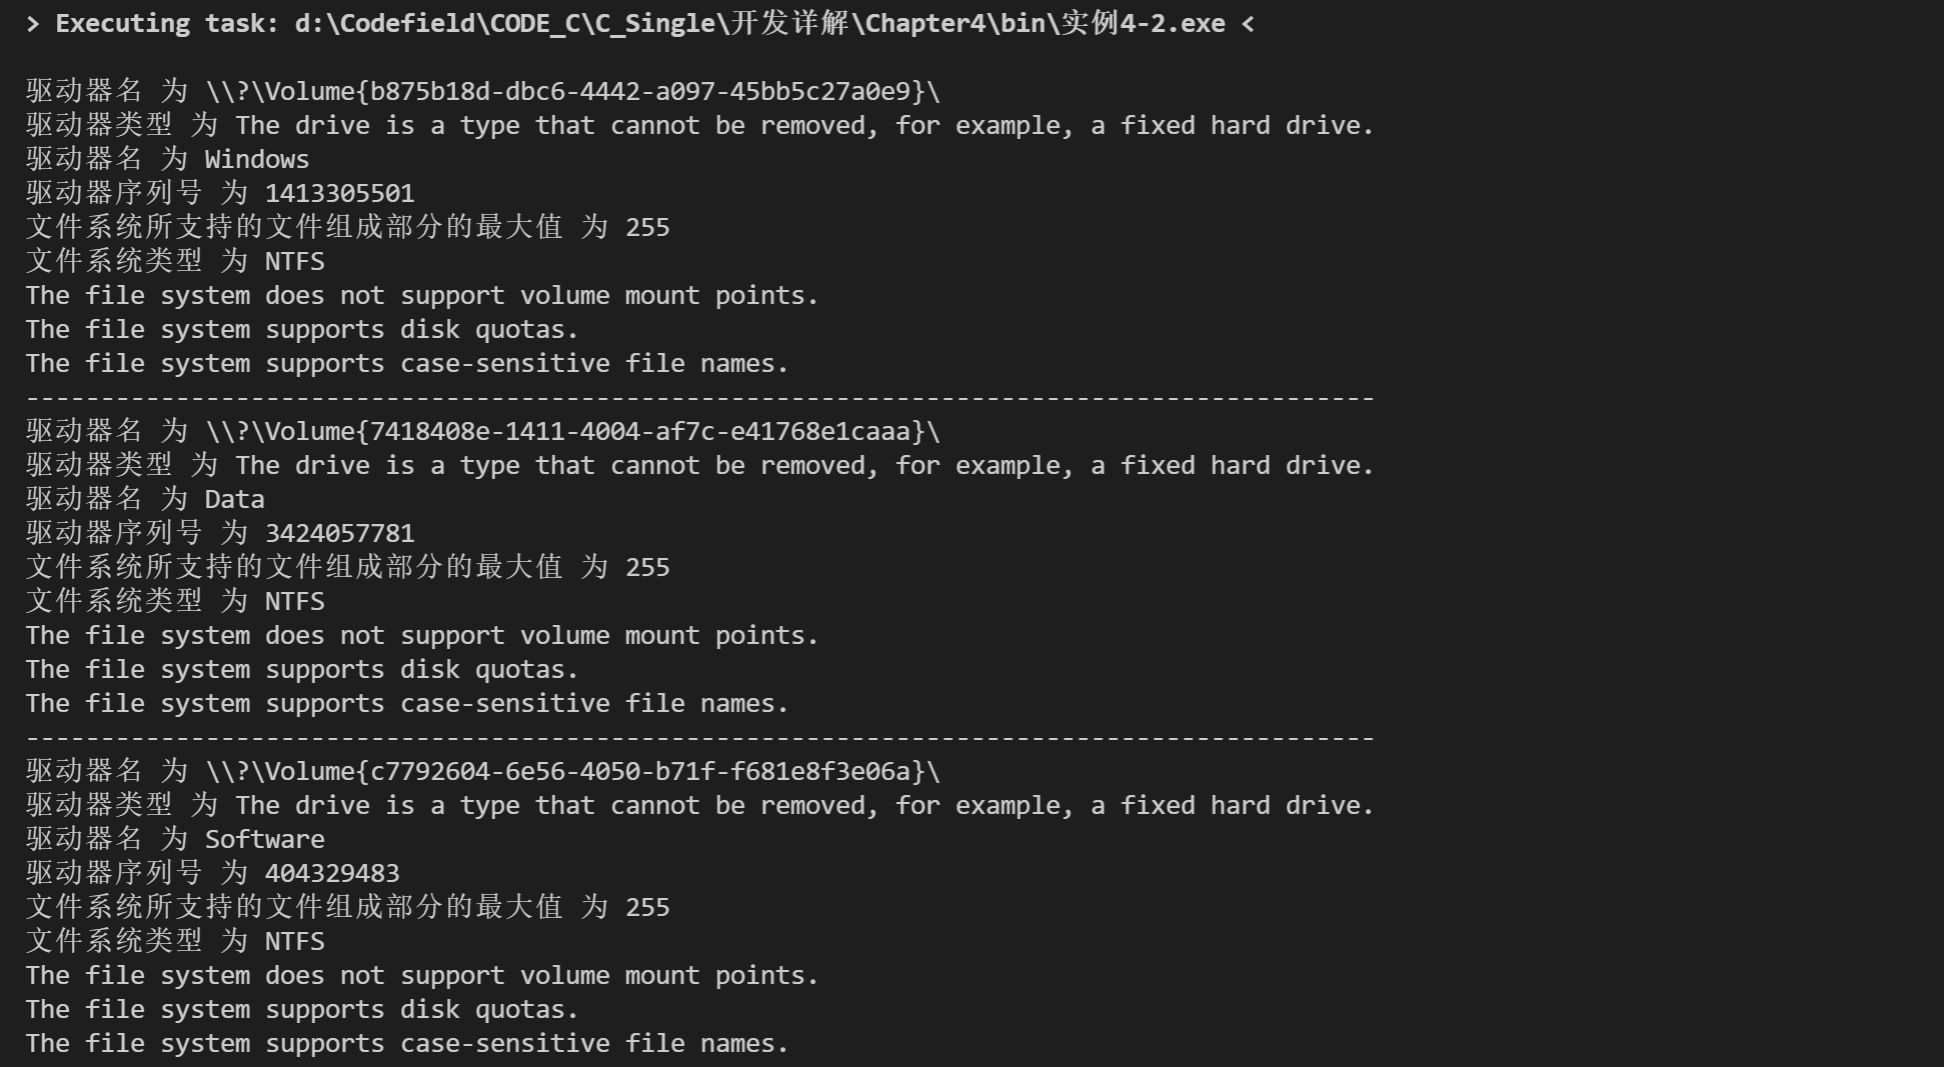 > Executing task: d:\Codefield\CODE_C\C_Single\开发详解\Chapter4\bin\实例4-2.exe <
驱动器名 为 \\?\Volume{b875b18d-dbc6-4442-a097-45bb5c27a0e9}\
驱动器类型 为 The drive is a type that cannot be removed, for example, a fixed hard drive.
驱动器名 为 Windows
驱动器序列号 为 1413305501
文件系统所支持的文件组成部分的最大值 为 255
文件系统类型 为 NTFS
The file system does not support volume mount points.
The file system supports disk quotas.
The file system supports case-sensitive file names.
------------------------------------------------------------------------------------------
驱动器名 为 \\?\Volume{7418408e-1411-4004-af7c-e41768e1caaa}\
驱动器类型 为 The drive is a type that cannot be removed, for example, a fixed hard drive.
驱动器名 为 Data
驱动器序列号 为 3424057781
文件系统所支持的文件组成部分的最大值 为 255
文件系统类型 为 NTFS
The file system does not support volume mount points.
The file system supports disk quotas.
The file system supports case-sensitive file names.
------------------------------------------------------------------------------------------
驱动器名 为 \\?\Volume{c7792604-6e56-4050-b71f-f681e8f3e06a}\
驱动器类型 为 The drive is a type that cannot be removed, for example, a fixed hard drive.
驱动器名 为 Software
驱动器序列号 为 404329483
文件系统所支持的文件组成部分的最大值 为 255
文件系统类型 为 NTFS
The file system does not support volume mount points.
The file system supports disk quotas.
The file system supports case-sensitive file names.